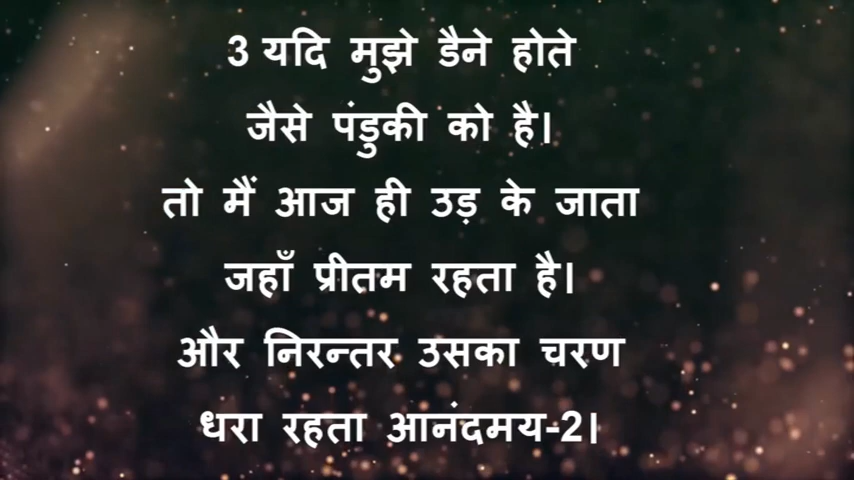 3 यदि मुझे डैने होते
जैसे पंडुकी को है।
तो मैं आज ही उड़ के जाता
जहाँ प्रीतम रहता है।
और निरन्तर उसका चरण
धरा रहता आनंदमय-2।